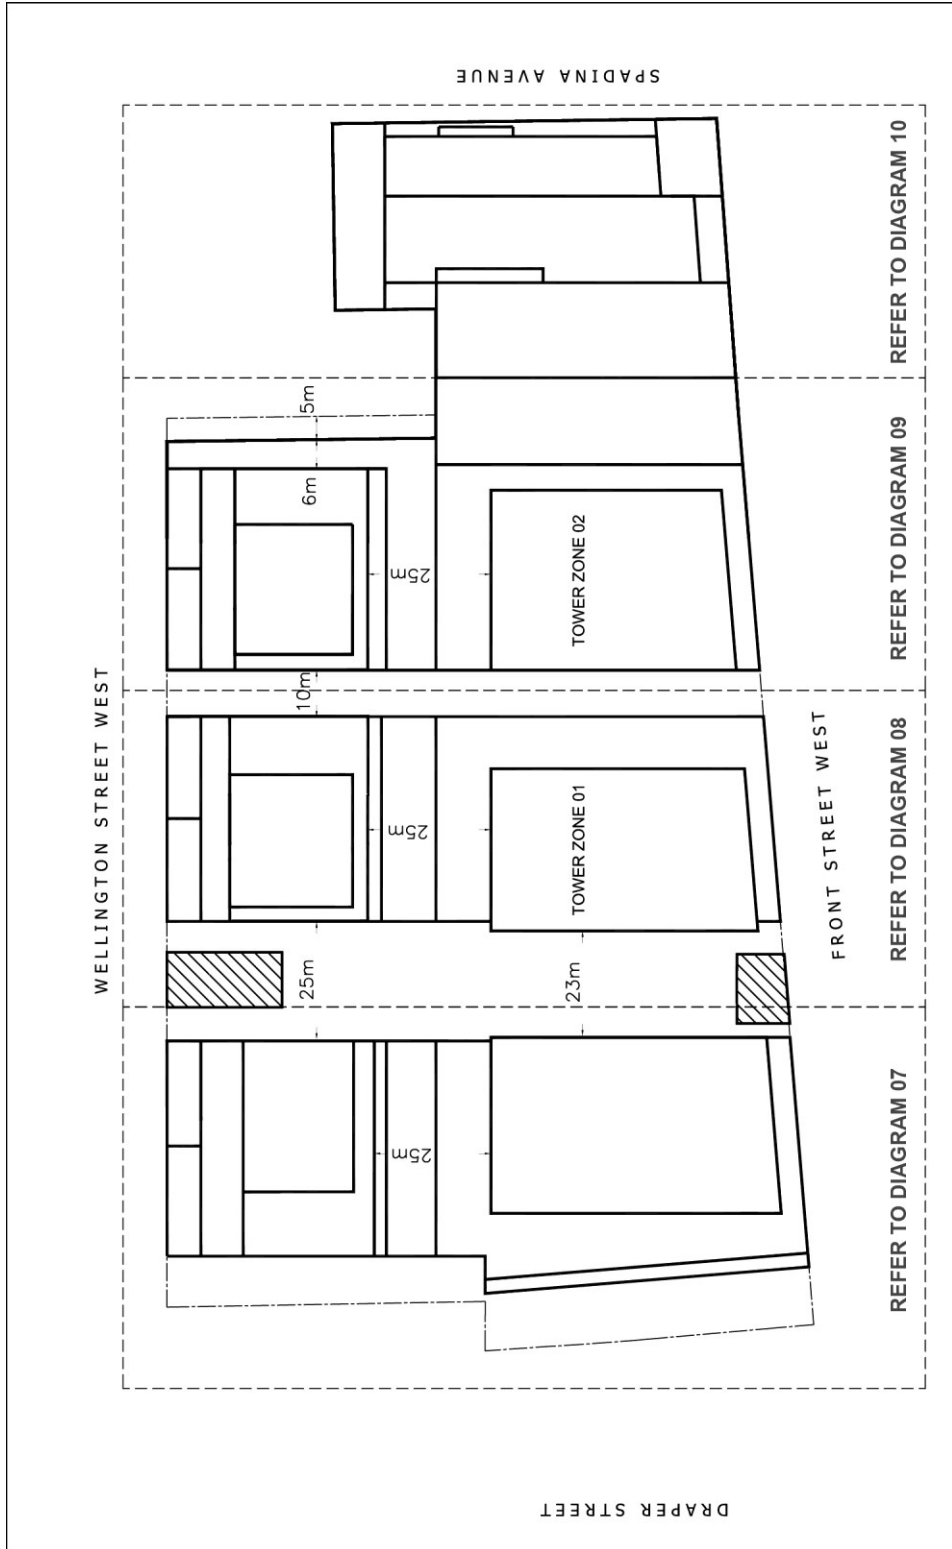 SPADINA AVENUE
REFER TO DIAGRAM 10
5m
6m
REFER TO DIAGRAM 09
25m
TOWER ZONE 02
WELLINGTON STREET WEST
10m
FRONT STREET WEST
REFER TO DIAGRAM 08
25m
TOWER ZONE 01
25m
23m
REFER TO DIAGRAM 07
25m
DRAPER STREET